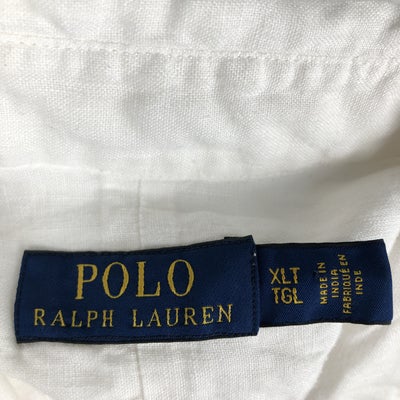 POLO
RALPH LAUREN
XLT
TGL
MADE IN
INDIA
FABRIQUÉ EN
INDE